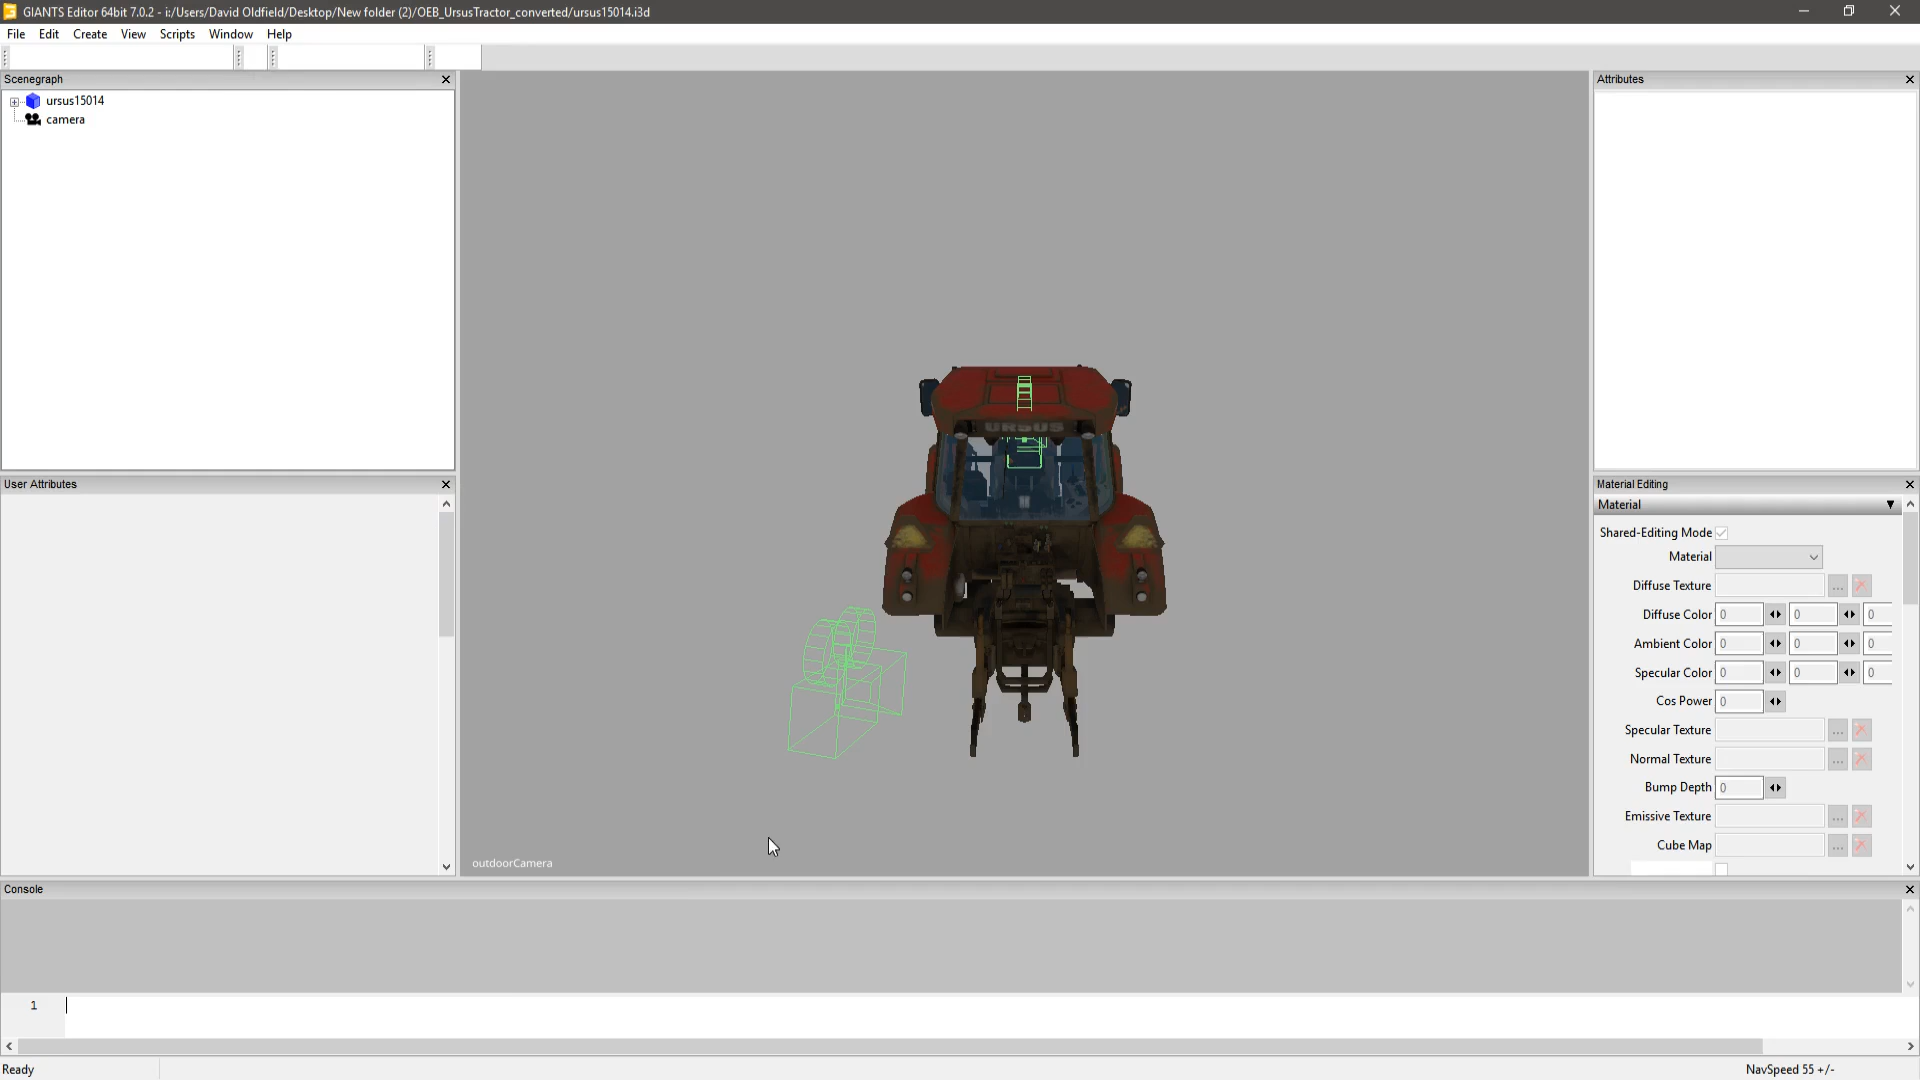 GIANTS Editor 64bit 7.0.2 - i:/Users/David Oldfield/Desktop/New folder (2)/OEB_UrsusTractor_converted/ursus15014.i3d
File Edit Create View Scripts Window Help
Scenegraph
ursus15014
camera
User Attributes
URSUS
outdoorCamera
Attributes
Material Editing
Material
Shared-Editing Mode
Material
Diffuse Texture ...
Diffuse Color 0 0 0
Ambient Color 0 0 0
Specular Color 0 0 0
Cos Power 0
Specular Texture ...
Normal Texture ...
Bump Depth 0
Emissive Texture ...
Cube Map ...
Console
1
Ready
NavSpeed 55 +/-